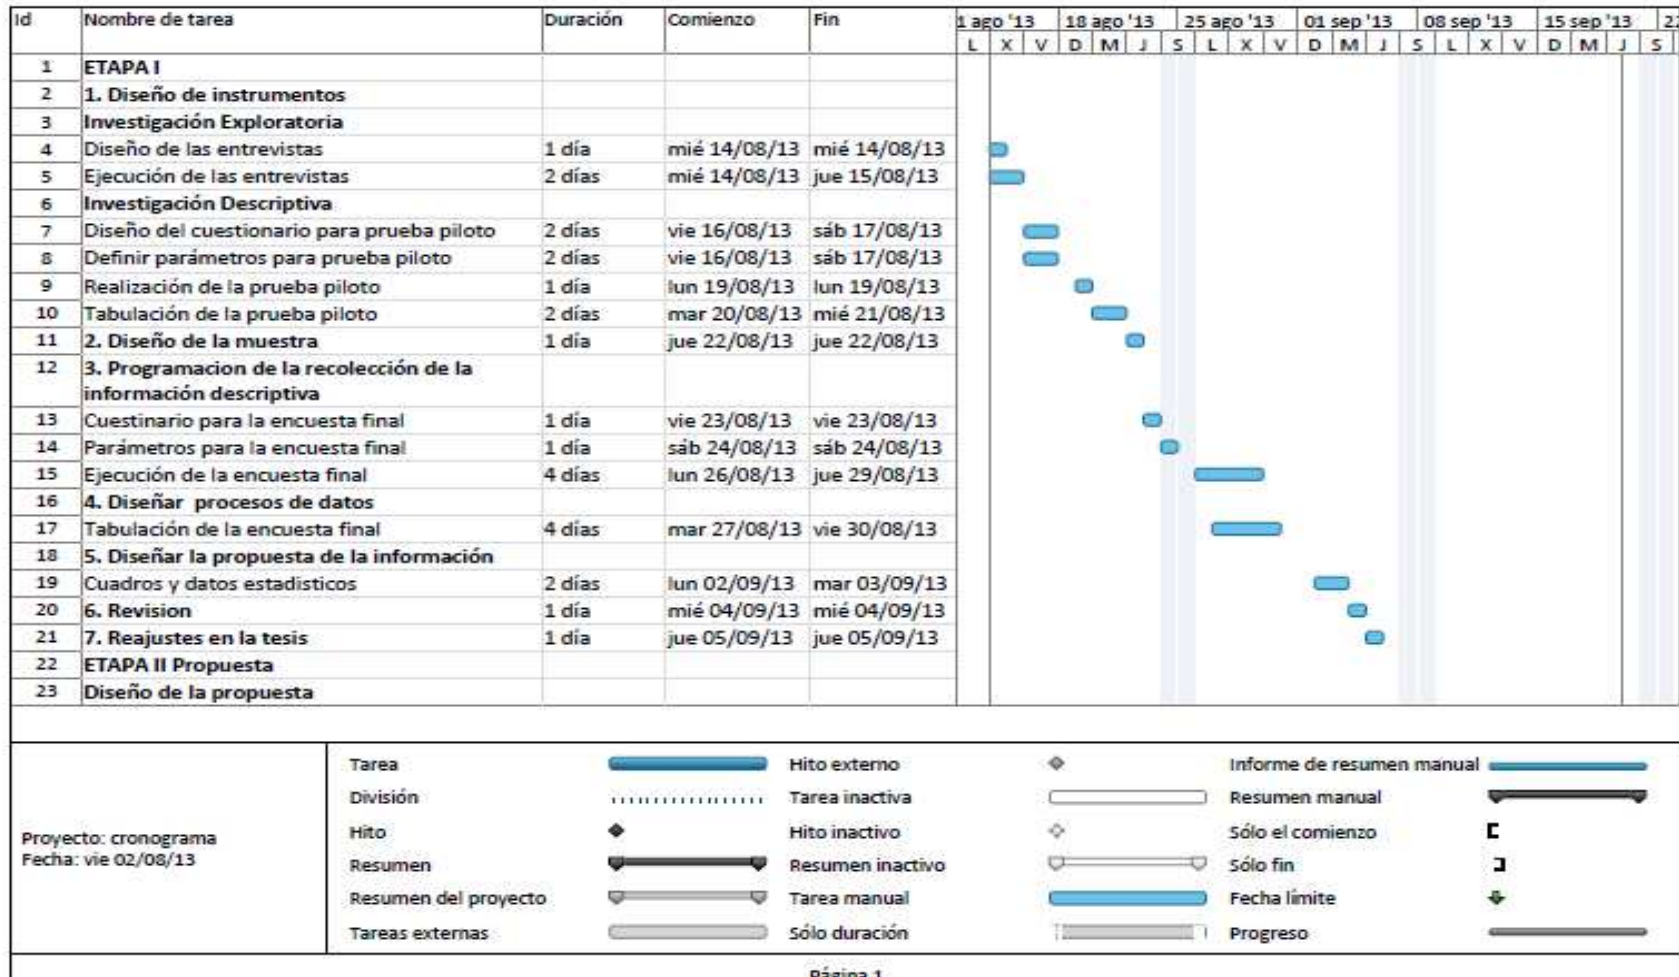 Id Nombre de tarea Duración Comienzo Fin 1 ago '13 18 ago '13 25 ago '13 01 sep '13 08 sep '13 15 sep '13 22
L X V D M J S L X V D M J S L X V D M J S
1 ETAPA I
2 1. Diseño de instrumentos
3 Investigación Exploratoria
4 Diseño de las entrevistas 1 día mié 14/08/13 mié 14/08/13
5 Ejecución de las entrevistas 2 días mié 14/08/13 jue 15/08/13
6 Investigación Descriptiva
7 Diseño del cuestionario para prueba piloto 2 días vie 16/08/13 sáb 17/08/13
8 Definir parámetros para prueba piloto 2 días vie 16/08/13 sáb 17/08/13
9 Realización de la prueba piloto 1 día lun 19/08/13 lun 19/08/13
10 Tabulación de la prueba piloto 2 días mar 20/08/13 mié 21/08/13
11 2. Diseño de la muestra 1 día jue 22/08/13 jue 22/08/13
12 3. Programacion de la recolección de la
información descriptiva
13 Cuestinario para la encuesta final 1 día vie 23/08/13 vie 23/08/13
14 Parámetros para la encuesta final 1 día sáb 24/08/13 sáb 24/08/13
15 Ejecución de la encuesta final 4 días lun 26/08/13 jue 29/08/13
16 4. Diseñar procesos de datos
17 Tabulación de la encuesta final 4 días mar 27/08/13 vie 30/08/13
18 5. Diseñar la propuesta de la información
19 Cuadros y datos estadisticos 2 días lun 02/09/13 mar 03/09/13
20 6. Revision 1 día mié 04/09/13 mié 04/09/13
21 7. Reajustes en la tesis 1 día jue 05/09/13 jue 05/09/13
22 ETAPA II Propuesta
23 Diseño de la propuesta
Proyecto: cronograma
Fecha: vie 02/08/13
Tarea Hito externo Informe de resumen manual
División Tarea inactiva Resumen manual
Hito Hito inactivo Sólo el comienzo
Resumen Resumen inactivo Sólo fin
Resumen del proyecto Tarea manual Fecha límite
Tareas externas Sólo duración Progreso
Página 1